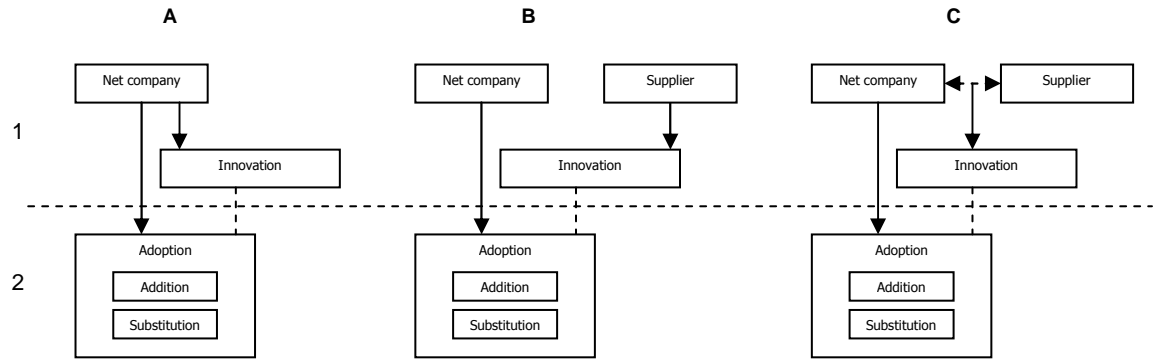 A B C
Net company Net company Supplier Net company Supplier
1
Innovation Innovation Innovation
Adoption Adoption Adoption
2
Addition Addition Addition
Substitution Substitution Substitution